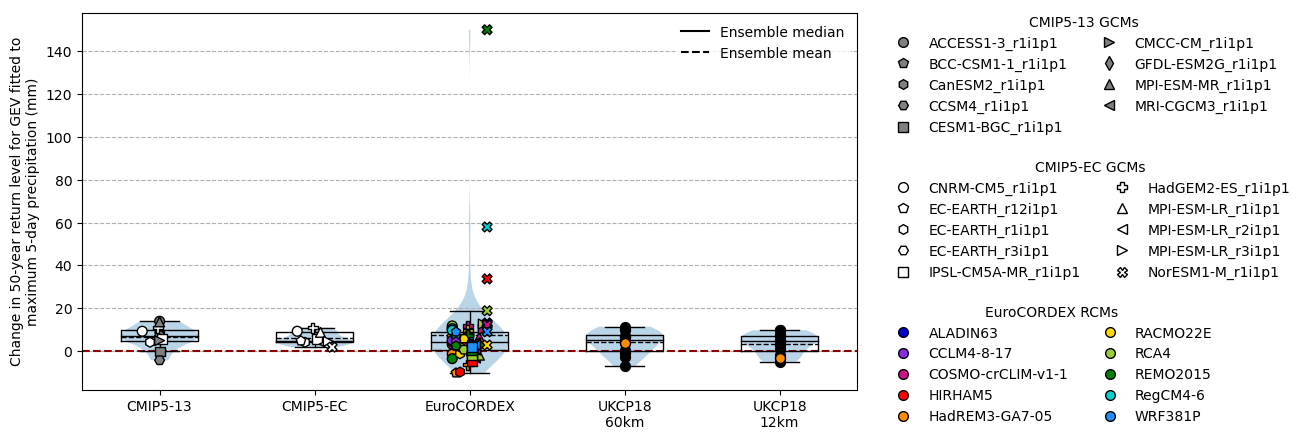 Change in 50-year return level for GEV fitted to
maximum 5-day precipitation (mm)
140
120
100
80
60
40
20
0
Ensemble median
Ensemble mean
CMIP5-13
CMIP5-EC
EuroCORDEX
UKCP18
60km
UKCP18
12km
CMIP5-13 GCMs
ACCESS1-3_r1i1p1
BCC-CSM1-1_r1i1p1
CanESM2_r1i1p1
CCSM4_r1i1p1
CESM1-BGC_r1i1p1
CMCC-CM_r1i1p1
GFDL-ESM2G_r1i1p1
MPI-ESM-MR_r1i1p1
MRI-CGCM3_r1i1p1
CMIP5-EC GCMs
CNRM-CM5_r1i1p1
EC-EARTH_r12i1p1
EC-EARTH_r1i1p1
EC-EARTH_r3i1p1
IPSL-CM5A-MR_r1i1p1
HadGEM2-ES_r1i1p1
MPI-ESM-LR_r1i1p1
MPI-ESM-LR_r2i1p1
MPI-ESM-LR_r3i1p1
NorESM1-M_r1i1p1
EuroCORDEX RCMs
ALADIN63
CCLM4-8-17
COSMO-crCLIM-v1-1
HIRHAM5
HadREM3-GA7-05
RACMO22E
RCA4
REMO2015
RegCM4-6
WRF381P